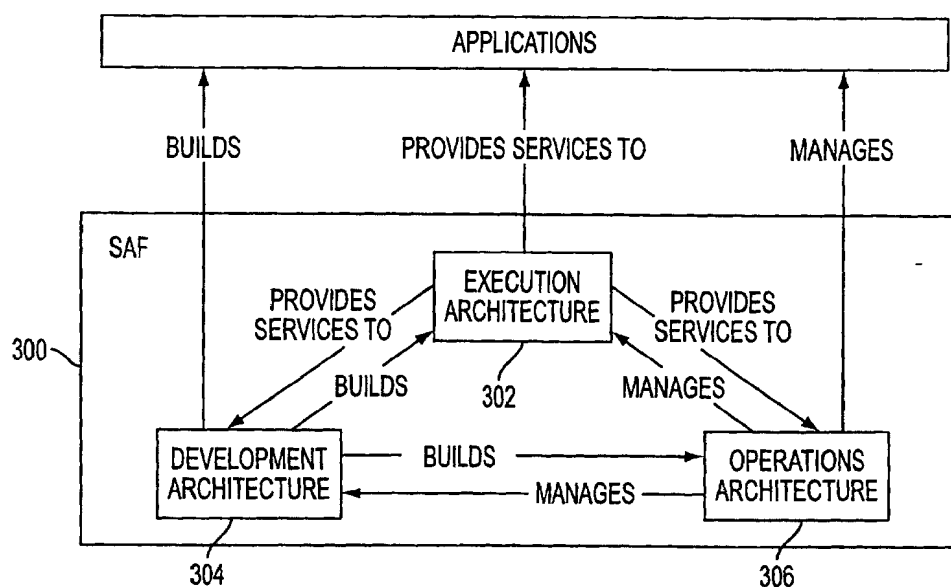 APPLICATIONS
BUILDS
PROVIDES SERVICES TO
MANAGES
SAF
EXECUTION
ARCHITECTURE
PROVIDES
SERVICES TO
PROVIDES
SERVICES TO
300
BUILDS
302
MANAGES
DEVELOPMENT
ARCHITECTURE
BUILDS
MANAGES
OPERATIONS
ARCHITECTURE
304
306